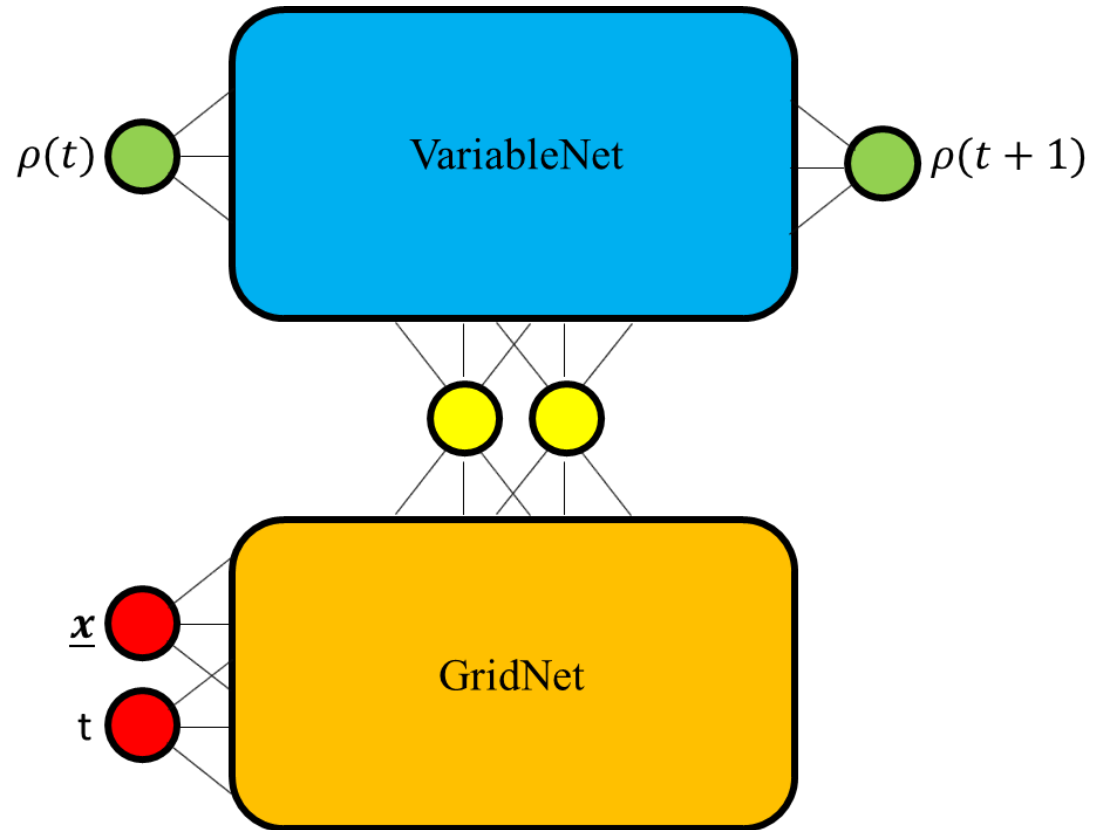 ρ(t)
VariableNet
ρ(t + 1)
x
GridNet
t